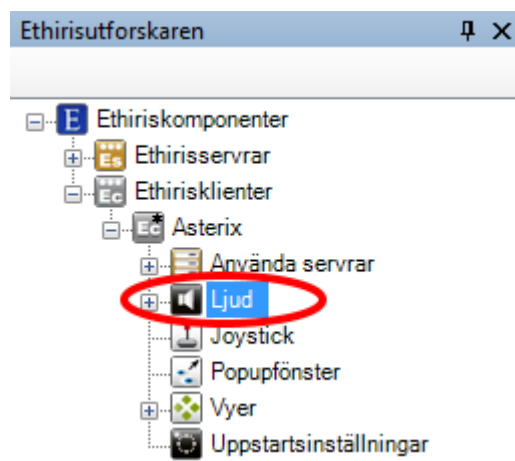 Ethirisutforskaren
Ethiriskomponenter
Ethirisservrar
Ethirisklienter
Asterix
Använda servrar
Ljud
Joystick
Popupfönster
Vyer
Uppstartsinställningar